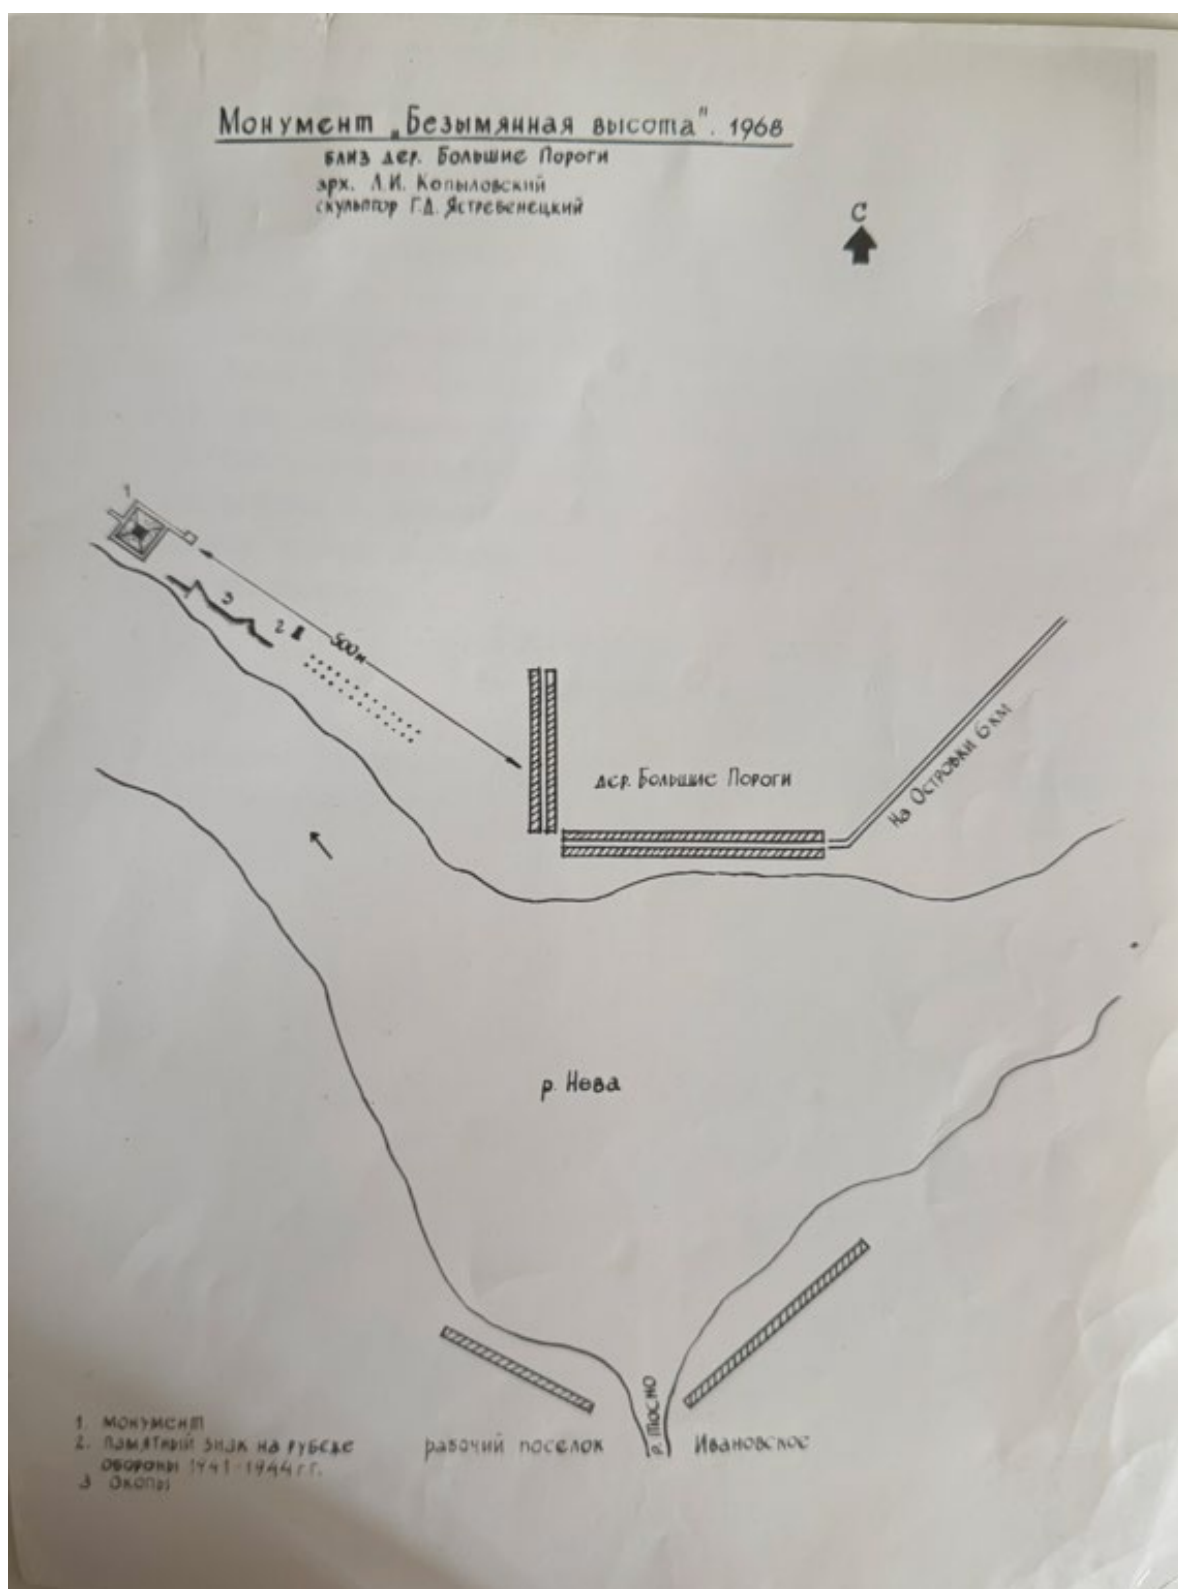 Монумент „Безымянная высота". 1968
близ дер. Большие Пороги
арх. Л.И. Копыловский
скульптор Г.Д. Ястребенецкий
С
1
3
2
500м
дер. Большие Пороги
На Островки 6 км
р. Нева
р. Тосно
рабочий поселок Ивановское
1. монумент
2. памятный знак на рубеже
обороны 1941-1944 г.г.
3 окопы